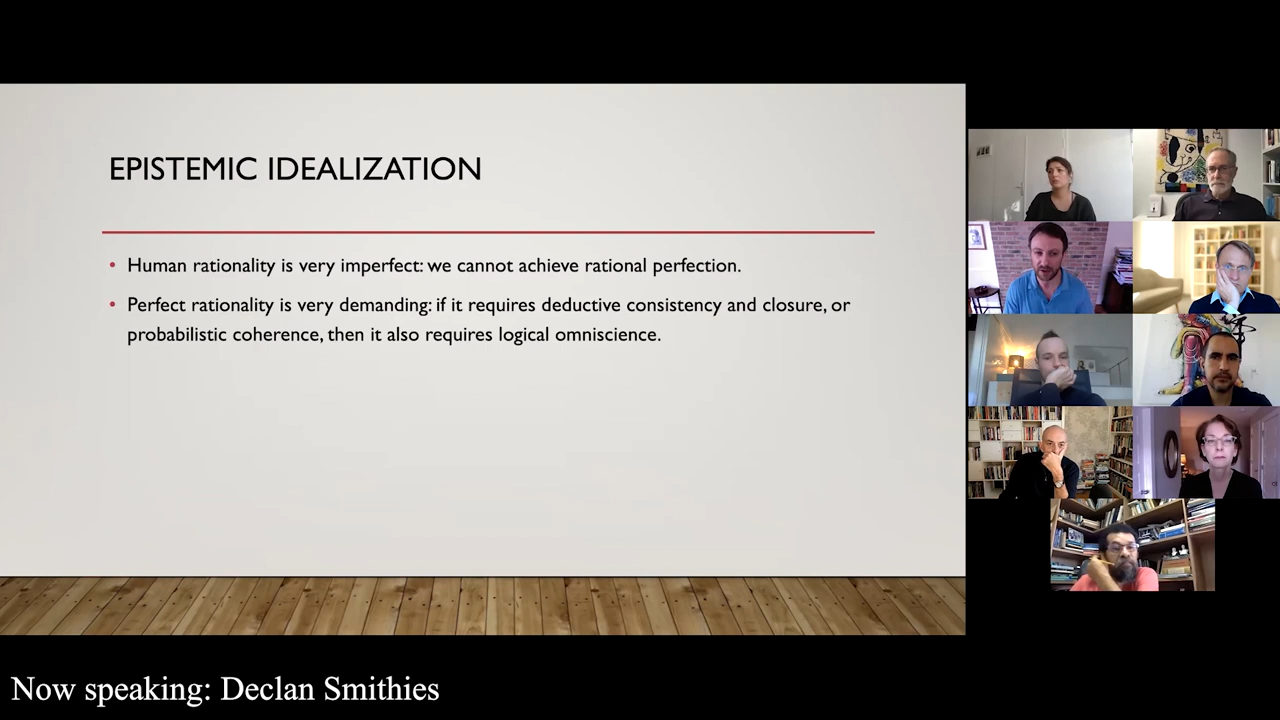 EPISTEMIC IDEALIZATION
• Human rationality is very imperfect: we cannot achieve rational perfection.
• Perfect rationality is very demanding: if it requires deductive consistency and closure, or
probabilistic coherence, then it also requires logical omniscience.
Now speaking: Declan Smithies